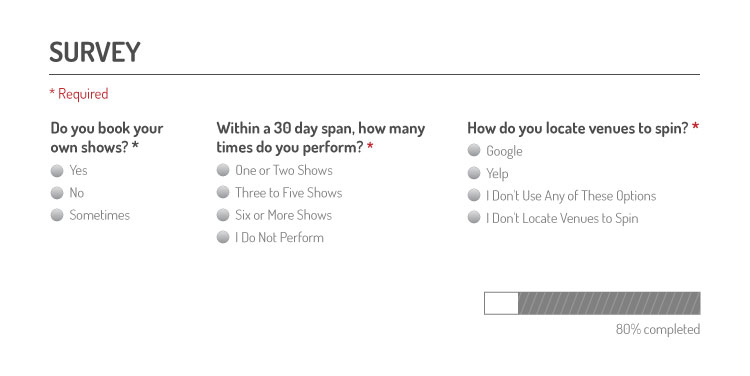 SURVEY
* Required
Do you book your
own shows? *
Yes
No
Sometimes
Within a 30 day span, how many
times do you perform? *
One or Two Shows
Three to Five Shows
Six or More Shows
I Do Not Perform
How do you locate venues to spin? *
Google
Yelp
I Don't Use Any of These Options
I Don't Locate Venues to Spin
80% completed